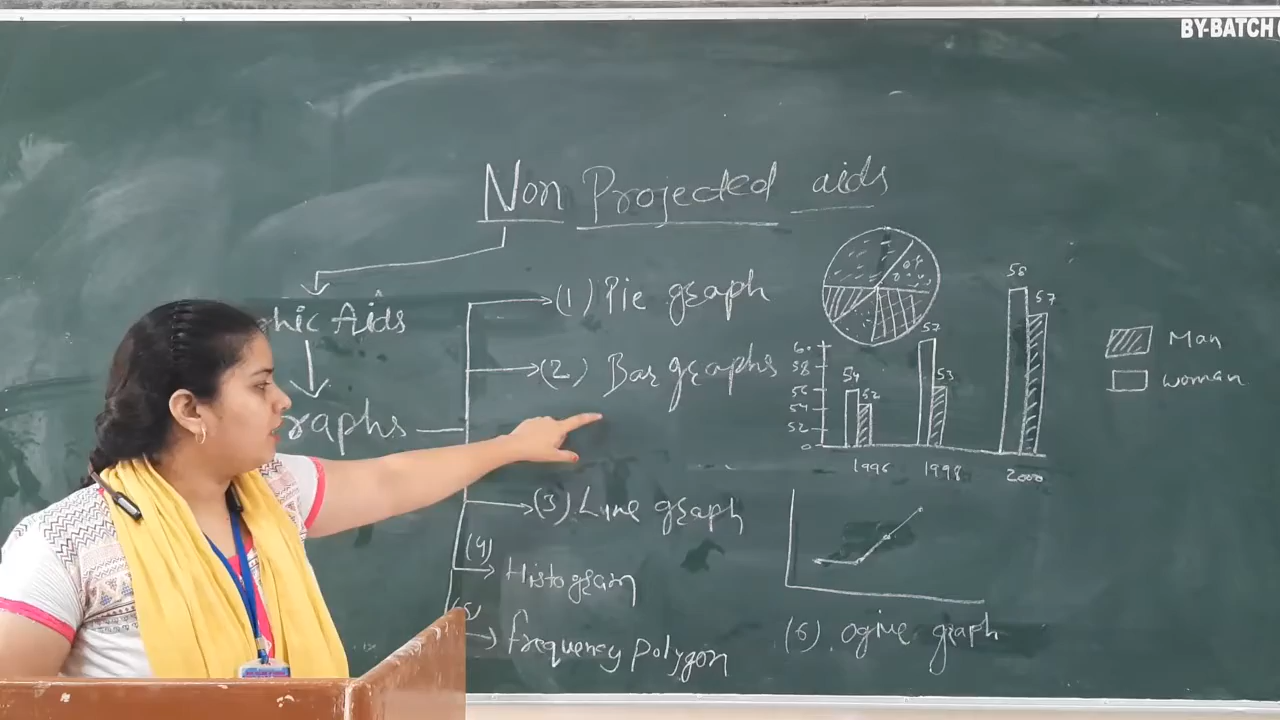 BY-BATCH
Non Projected aids
phic Aids
raphs
(1) Pie graph
(2) Bar graphs
(3) Line graph
(4)
Histogram
(5)
frequency Polygon
(6). ogive graph
60
58
56
54
52
0
54
52
57
53
58
57
1996
1998
2000
Man
woman